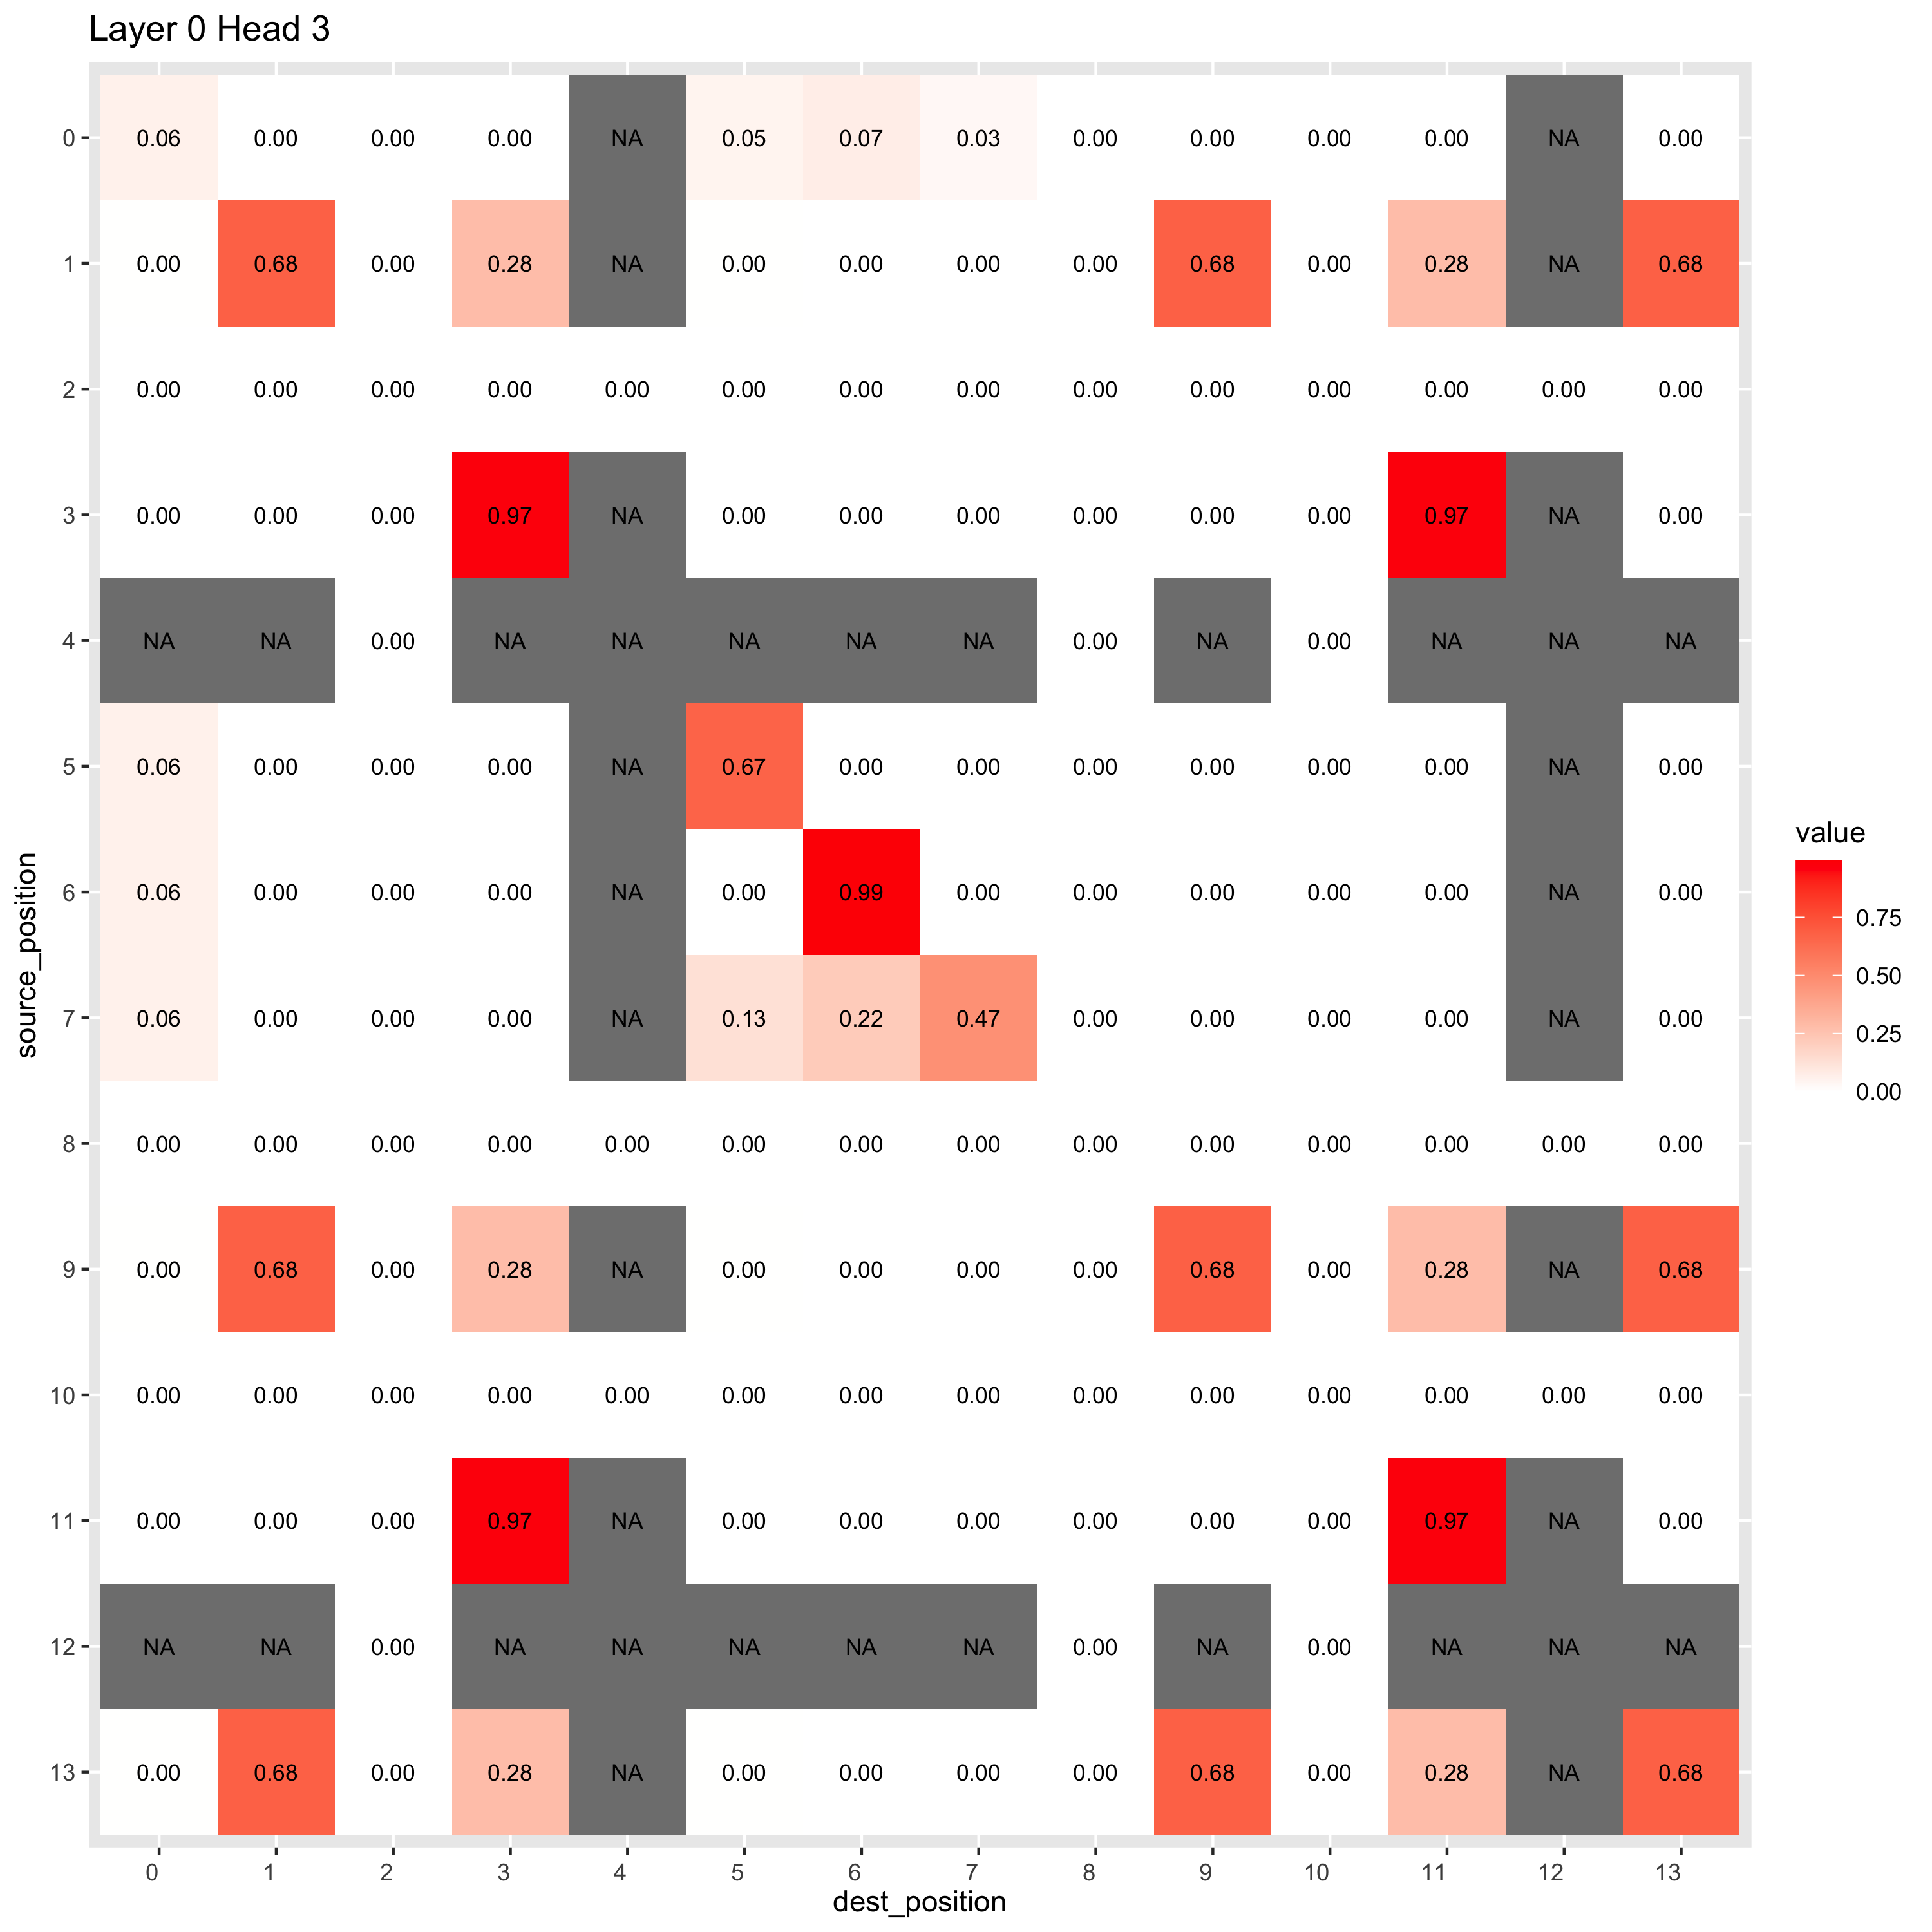 Layer 0 Head 3
0 0.06 0.00 0.00 0.00 NA 0.05 0.07 0.03 0.00 0.00 0.00 0.00 NA 0.00
1 0.00 0.68 0.00 0.28 NA 0.00 0.00 0.00 0.00 0.68 0.00 0.28 NA 0.68
2 0.00 0.00 0.00 0.00 0.00 0.00 0.00 0.00 0.00 0.00 0.00 0.00 0.00 0.00
3 0.00 0.00 0.00 0.97 NA 0.00 0.00 0.00 0.00 0.00 0.00 0.97 NA 0.00
4 NA NA 0.00 NA NA NA NA NA 0.00 NA 0.00 NA NA NA
5 0.06 0.00 0.00 0.00 NA 0.67 0.00 0.00 0.00 0.00 0.00 0.00 NA 0.00
6 0.06 0.00 0.00 0.00 NA 0.00 0.99 0.00 0.00 0.00 0.00 0.00 NA 0.00
7 0.06 0.00 0.00 0.00 NA 0.13 0.22 0.47 0.00 0.00 0.00 0.00 NA 0.00
8 0.00 0.00 0.00 0.00 0.00 0.00 0.00 0.00 0.00 0.00 0.00 0.00 0.00 0.00
9 0.00 0.68 0.00 0.28 NA 0.00 0.00 0.00 0.00 0.68 0.00 0.28 NA 0.68
10 0.00 0.00 0.00 0.00 0.00 0.00 0.00 0.00 0.00 0.00 0.00 0.00 0.00 0.00
11 0.00 0.00 0.00 0.97 NA 0.00 0.00 0.00 0.00 0.00 0.00 0.97 NA 0.00
12 NA NA 0.00 NA NA NA NA NA 0.00 NA 0.00 NA NA NA
13 0.00 0.68 0.00 0.28 NA 0.00 0.00 0.00 0.00 0.68 0.00 0.28 NA 0.68
0 1 2 3 4 5 6 7 8 9 10 11 12 13
dest_position
source_position
value
0.75
0.50
0.25
0.00